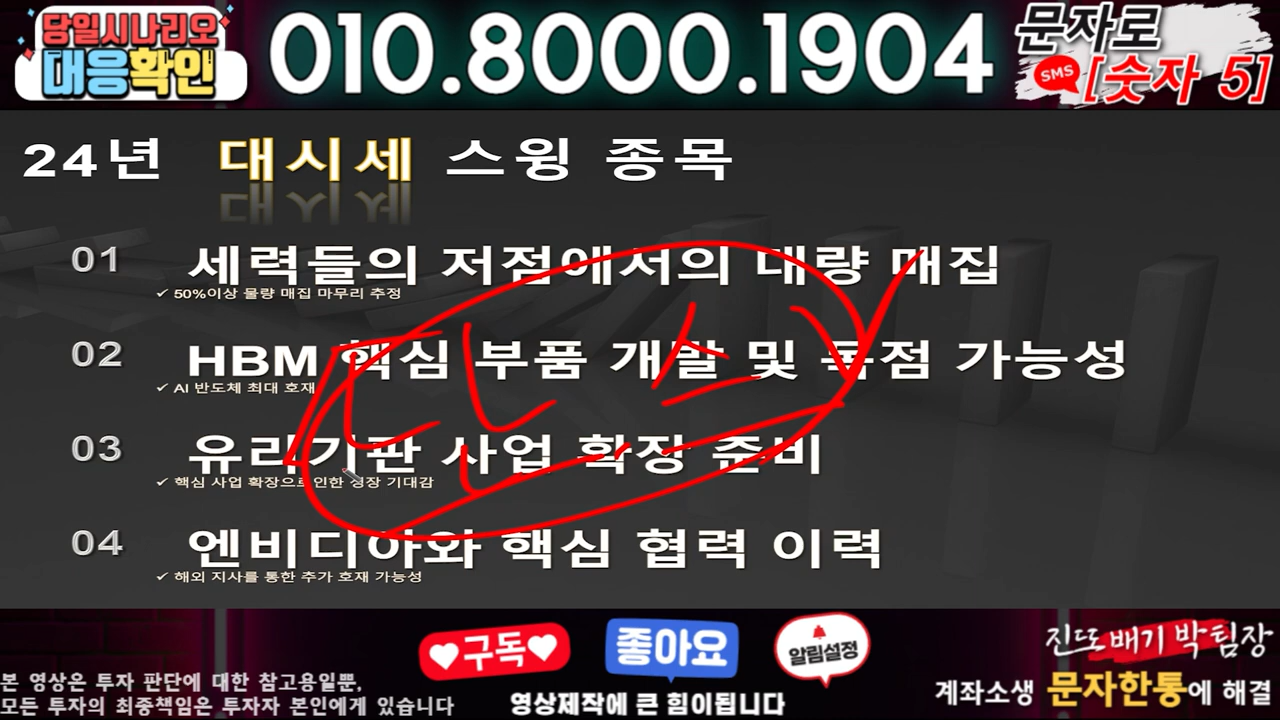 당일시나리오
대응확인
010.8000.1904
문자로
SMS
[숫자 5]
24년 대시세 스윙 종목
01 세력들의 저점에서의 대량 매집
✓ 50%이상 물량 매집 마무리 추정
02 HBM 핵심 부품 개발 및 독점 가능성
✓ AI 반도체 최대 호재
03 유리기판 사업 확장 준비
✓ 핵심 사업 확장으로인한 성장 기대감
04 엔비디아와 핵심 협력 이력
✓ 해외 지사를 통한 추가 호재 가능성
구독
좋아요
알림설정
영상제작에 큰 힘이됩니다
본 영상은 투자 판단에 대한 참고용일뿐,
모든 투자의 최종책임은 투자자 본인에게 있습니다
진또배기 박팀장
계좌소생 문자한통에 해결